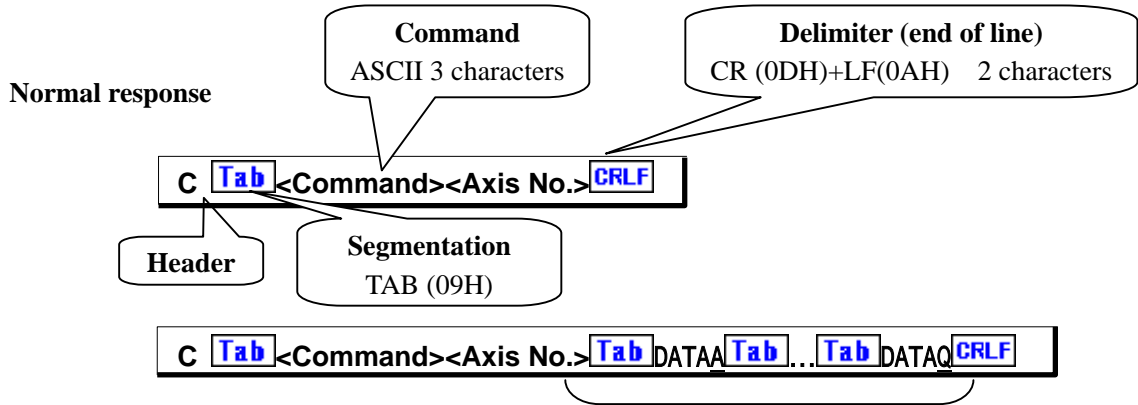 Command
ASCII 3 characters
Delimiter (end of line)
CR (0DH)+LF(0AH) 2 characters
Normal response
C Tab <Command><Axis No.> CRLF
Header
Segmentation
TAB (09H)
C Tab <Command><Axis No.> Tab DATAA Tab ... Tab DATAQ CRLF